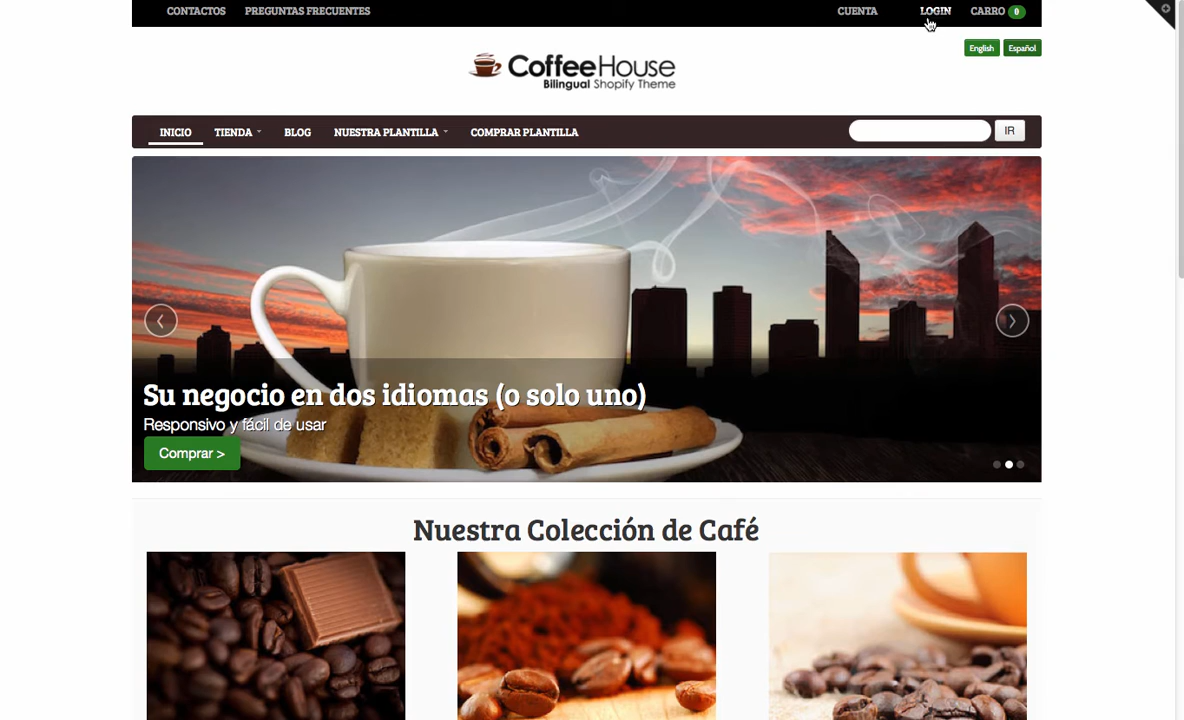 CONTACTOS PREGUNTAS FRECUENTES CUENTA LOGIN CARRO 0
English Español
CoffeeHouse
Bilingual Shopify Theme
INICIO TIENDA BLOG NUESTRA PLANTILLA COMPRAR PLANTILLA IR
Su negocio en dos idiomas (o solo uno)
Responsivo y fácil de usar
Comprar >
Nuestra Colección de Café